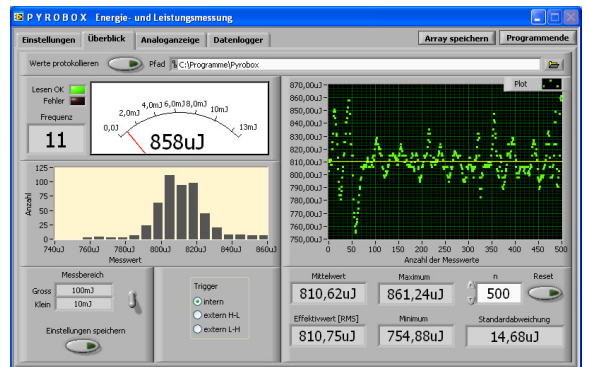 PYROBOX Energie- und Leistungsmessung
Einstellungen Überblick Analoganzeige Datenlogger Array speichern Programmende
Werte protokollieren Pfad C:\Programme\Pyrobox
Lesen OK
Fehler
Frequenz
11
0,0J 2,0mJ 4,0mJ 6,0mJ 8,0mJ 10mJ 13mJ
858uJ
Plot
870,00uJ
860,00uJ
850,00uJ
840,00uJ
830,00uJ
820,00uJ
810,00uJ
800,00uJ
790,00uJ
780,00uJ
770,00uJ
760,00uJ
750,00uJ
0 50 100 150 200 250 300 350 400 450 500
Anzahl der Messwerte
Anzahl
125
100
75
50
25
0
740uJ 760uJ 780uJ 800uJ 820uJ 840uJ 860uJ
Messwert
Messbereich
Gross 100mJ
Klein 10mJ
Einstellungen speichern
Trigger
intern
extern H-L
extern L-H
Mittelwert Maximum n Reset
810,62uJ 861,24uJ 500
Effektivwert [RMS] Minimum Standardabweichung
810,75uJ 754,88uJ 14,68uJ